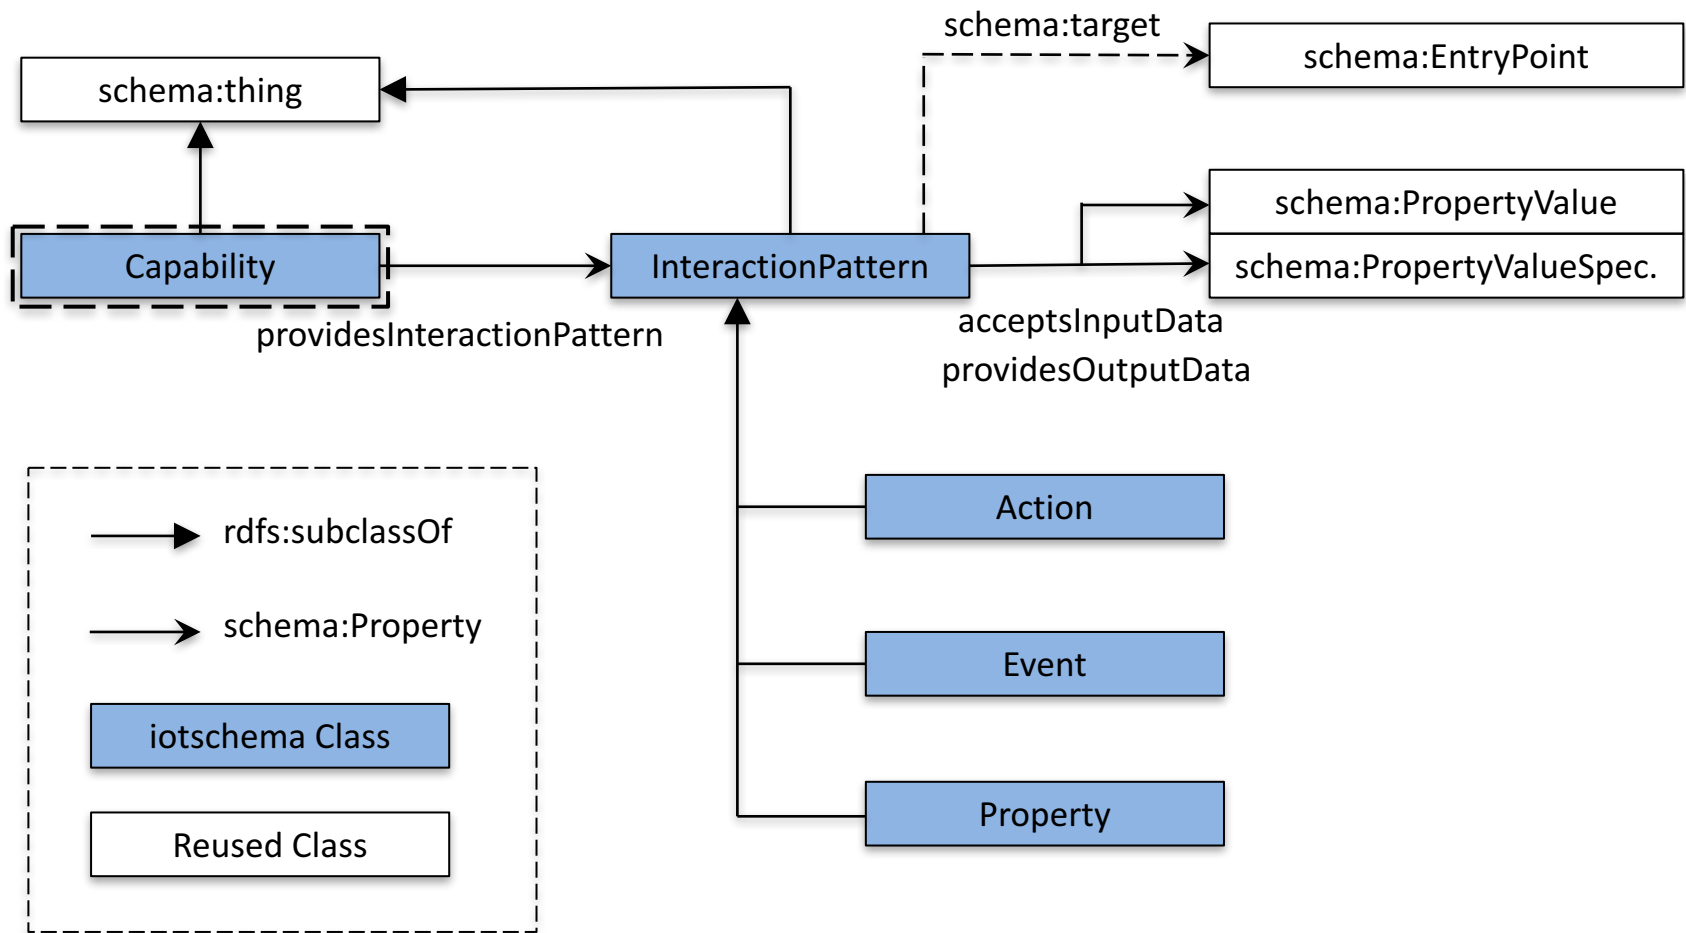 schema:target
schema:EntryPoint
schema:thing
schema:PropertyValue
Capability
InteractionPattern
schema:PropertyValueSpec.
providesInteractionPattern
acceptsInputData
providesOutputData
Action
rdfs:subclassOf
schema:Property
Event
iotschema Class
Property
Reused Class